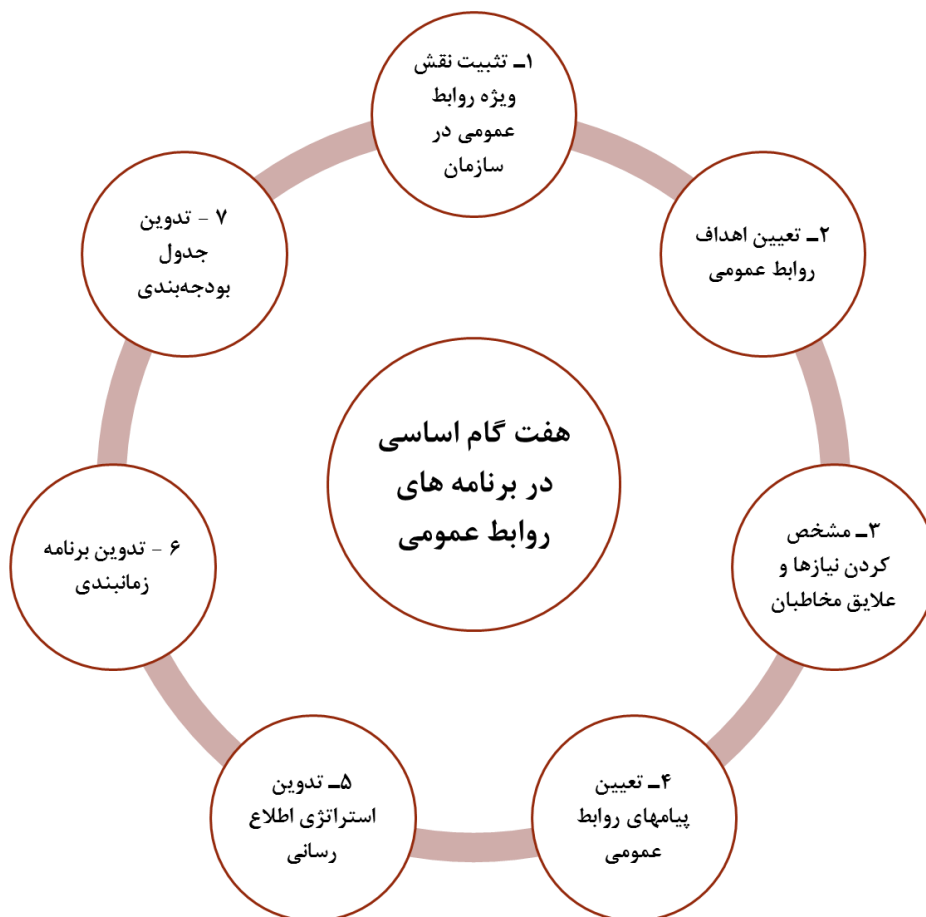 ۱ـ تثبیت نقش
ویژه روابط
عمومی در
سازمان
۲ـ تعیین اهداف
روابط عمومی
۳ـ مشخص
کردن نیازها و
علایق مخاطبان
۴ـ تعیین
پیامهای روابط
عمومی
۵ـ تدوین
استراتژی اطلاع
رسانی
۶ - تدوین برنامه
زمانبندی
۷ - تدوین
جدول
بودجه‌بندی
هفت گام اساسی
در برنامه های
روابط عمومی